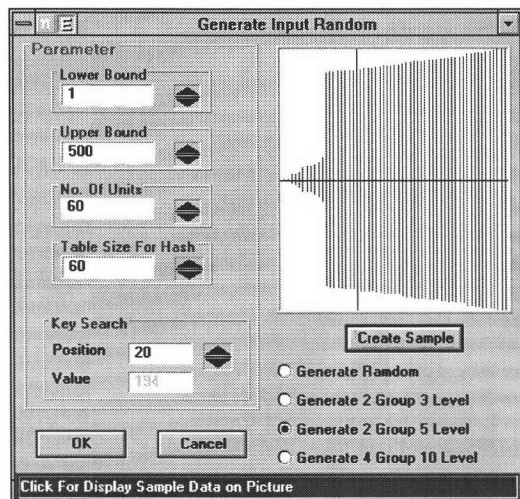 Generate Input Random
Parameter
Lower Bound
1
Upper Bound
500
No. Of Units
60
Table Size For Hash
60
Key Search
Position 20
Value 194
OK Cancel
Create Sample
Generate Ramdom
Generate 2 Group 3 Level
Generate 2 Group 5 Level
Generate 4 Group 10 Level
Click For Display Sample Data on Picture